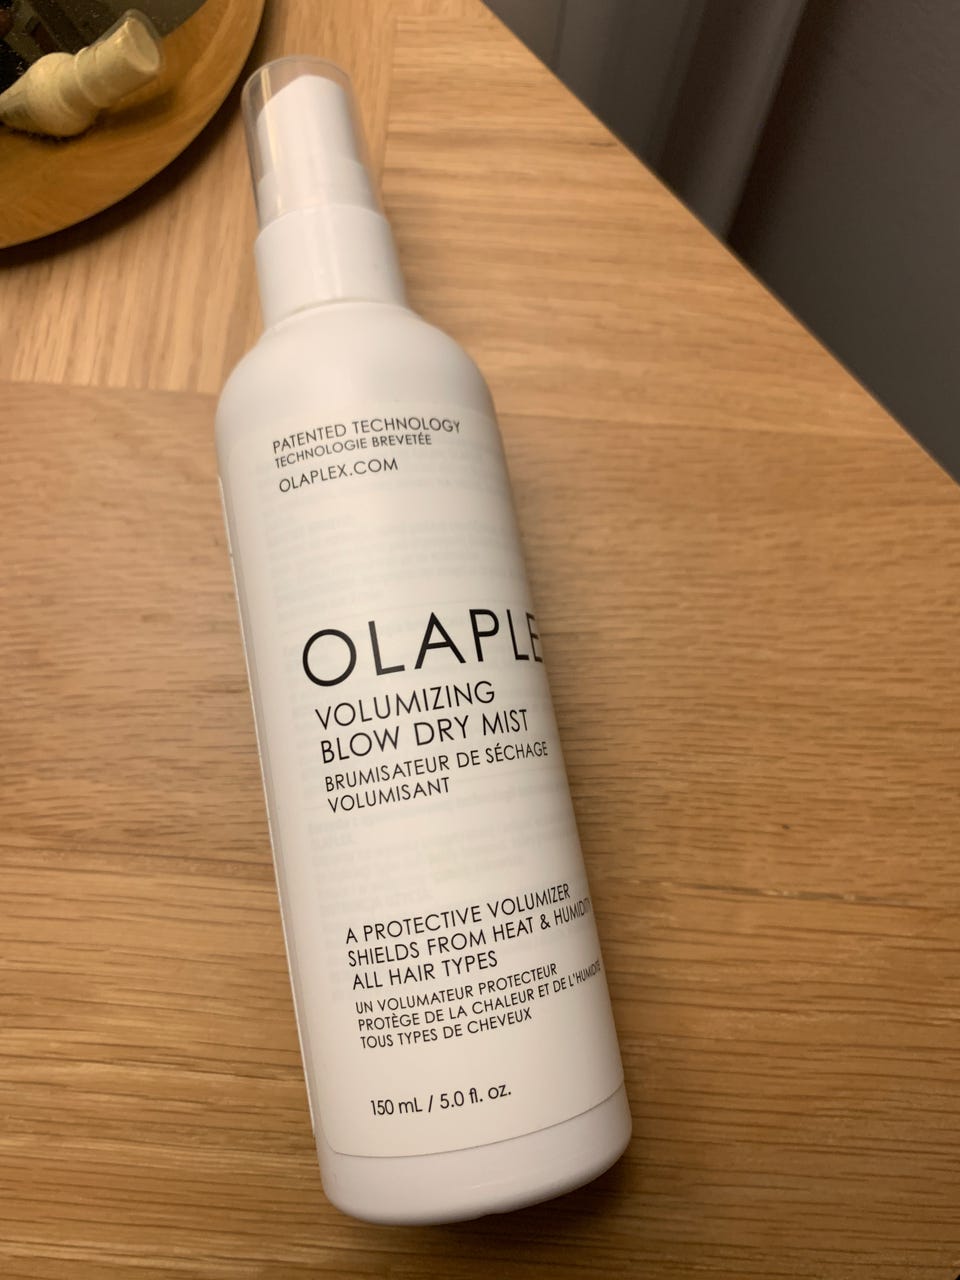 PATENTED TECHNOLOGY
TECHNOLOGIE BREVETÉE
OLAPLEX.COM
OLAPLE
VOLUMIZING
BLOW DRY MIST
BRUMISATEUR DE SÉCHAGE
VOLUMISANT
A PROTECTIVE VOLUMIZER
SHIELDS FROM HEAT & HUMIDITY
ALL HAIR TYPES
UN VOLUMATEUR PROTECTEUR
PROTÈGE DE LA CHALEUR ET DE L'HUMIDITÉ
TOUS TYPES DE CHEVEUX
150 mL / 5.0 fl. oz.